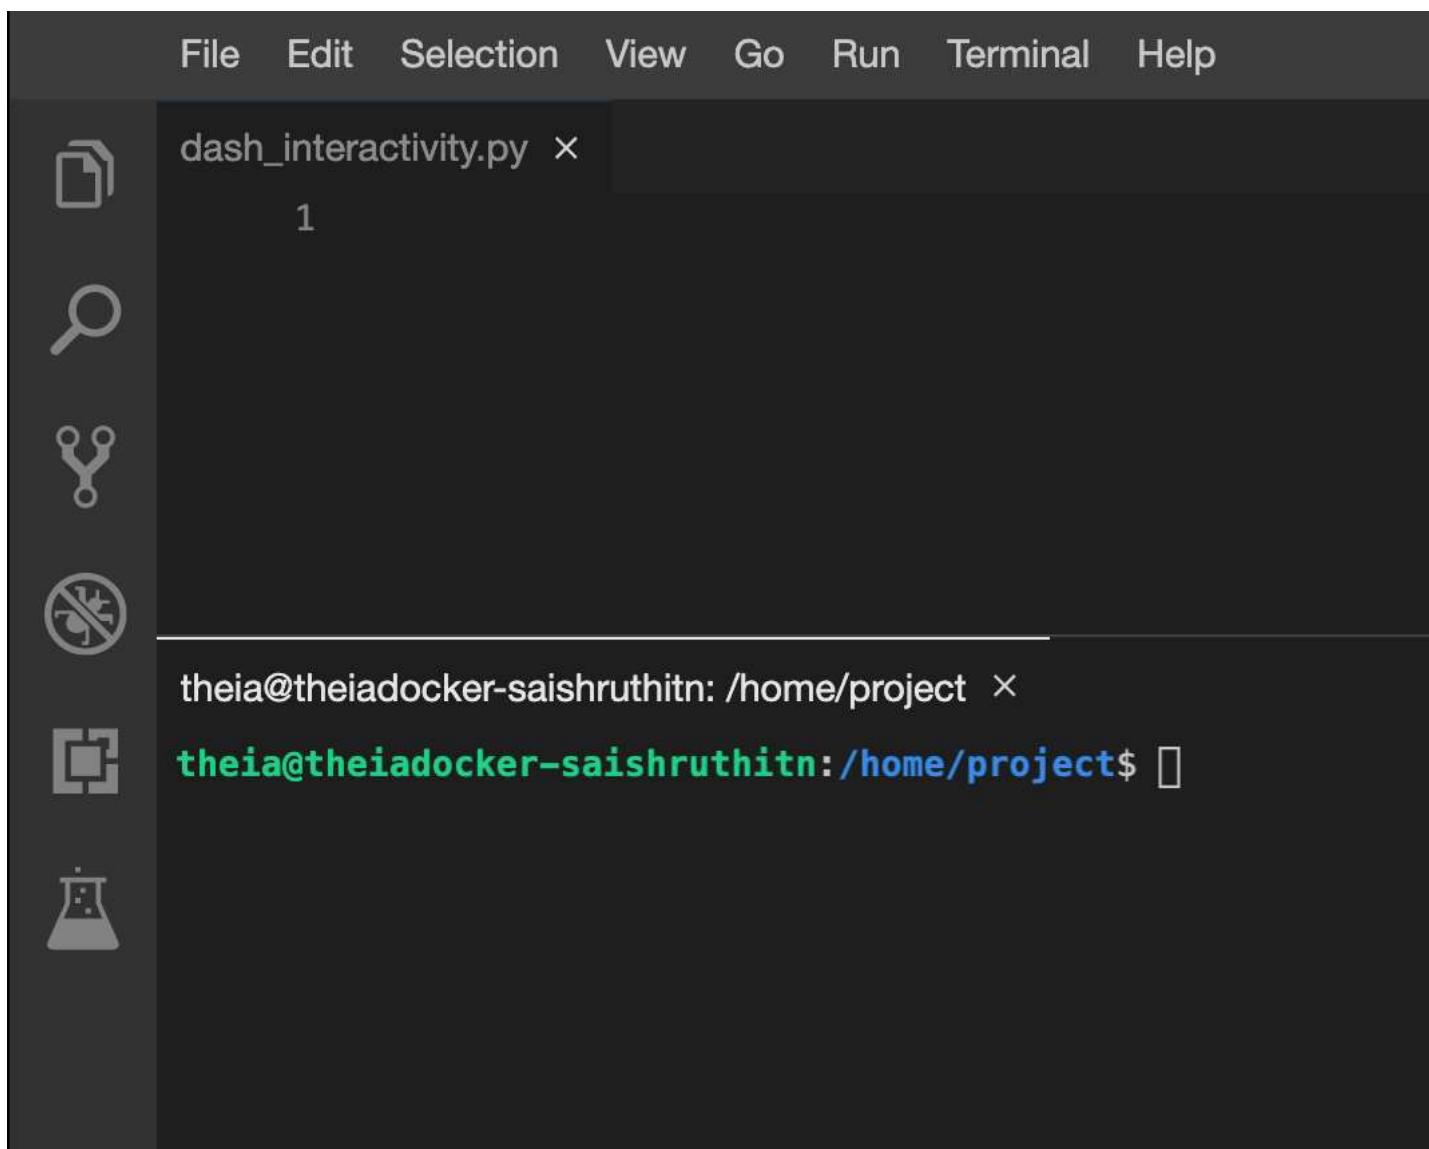 File Edit Selection View Go Run Terminal Help
dash_interactivity.py ×
1
theia@theiadocker-saishruthitn: /home/project ×
theia@theiadocker-saishruthitn:/home/project$